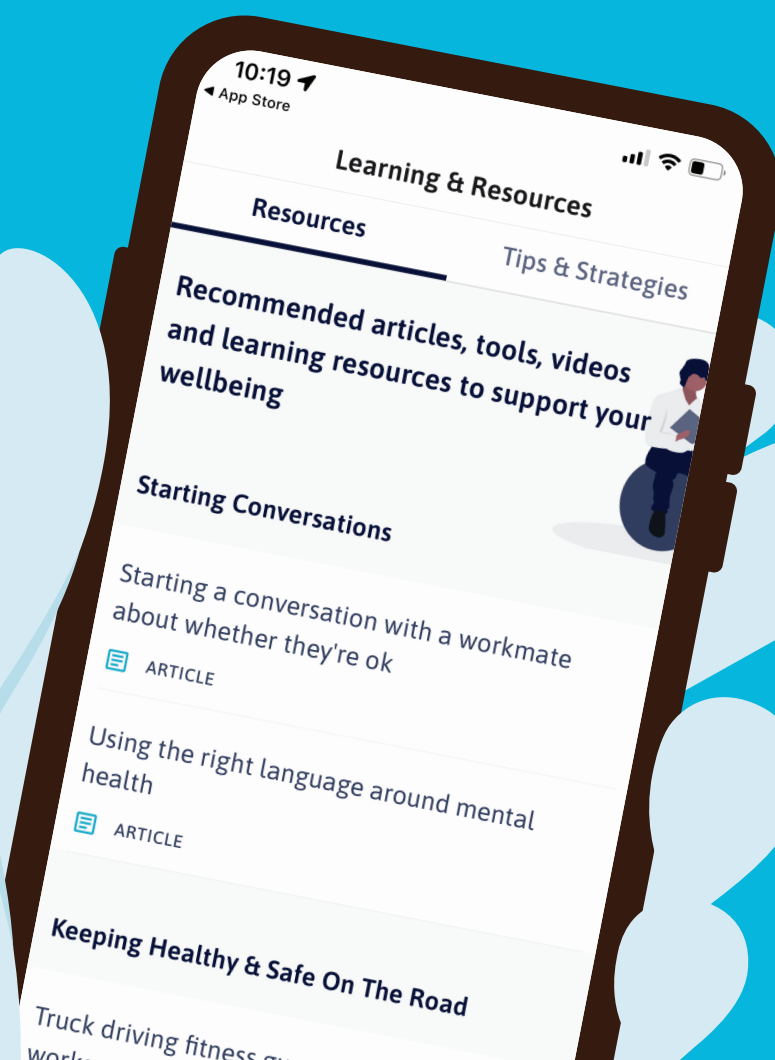 10:19
App Store
Learning & Resources
Resources
Tips & Strategies
Recommended articles, tools, videos
and learning resources to support your
wellbeing
Starting Conversations
Starting a conversation with a workmate
about whether they're ok
ARTICLE
Using the right language around mental
health
ARTICLE
Keeping Healthy & Safe On The Road
Truck driving fitness